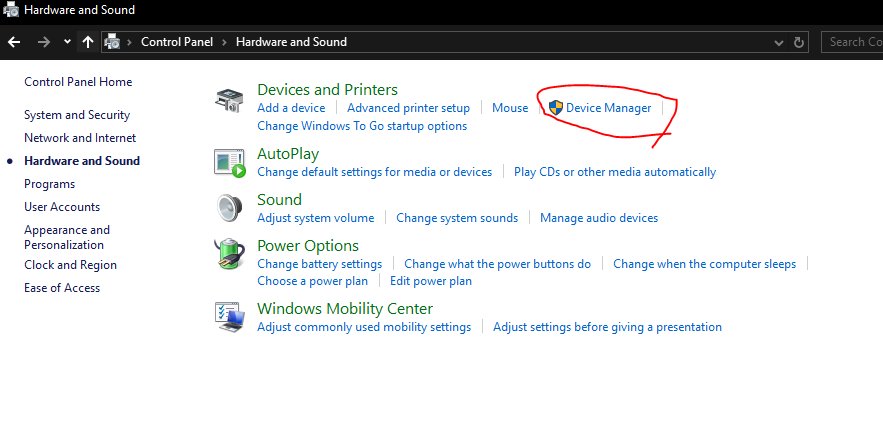 Hardware and Sound
Control Panel Hardware and Sound
Search Co
Control Panel Home
System and Security
Network and Internet
Hardware and Sound
Programs
User Accounts
Appearance and
Personalization
Clock and Region
Ease of Access
Devices and Printers
Add a device Advanced printer setup Mouse Device Manager
Change Windows To Go startup options
AutoPlay
Change default settings for media or devices Play CDs or other media automatically
Sound
Adjust system volume Change system sounds Manage audio devices
Power Options
Change battery settings Change what the power buttons do Change when the computer sleeps
Choose a power plan Edit power plan
Windows Mobility Center
Adjust commonly used mobility settings Adjust settings before giving a presentation